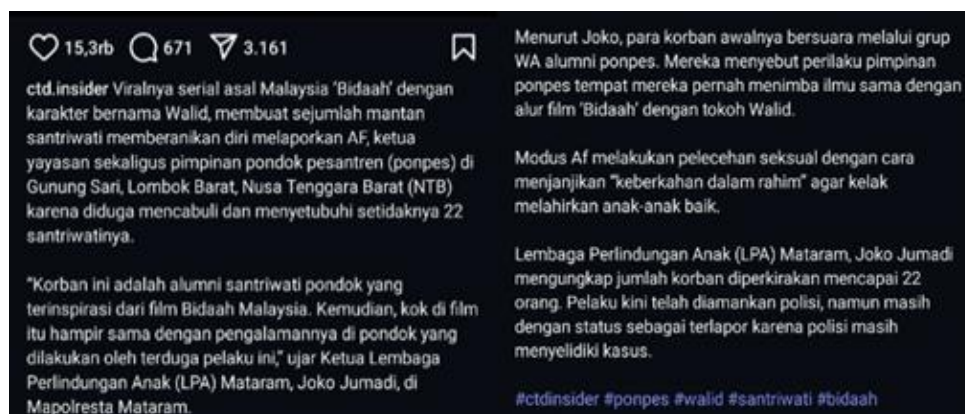 15,3rb 671 3.161
ctd.insider Viralnya serial asal Malaysia ‘Bidaah’ dengan
karakter bernama Walid, membuat sejumlah mantan
santriwati memberanikan diri melaporkan AF, ketua
yayasan sekaligus pimpinan pondok pesantren (ponpes) di
Gunung Sari, Lombok Barat, Nusa Tenggara Barat (NTB)
karena diduga mencabuli dan menyetubuhi setidaknya 22
santriwatinya.
“Korban ini adalah alumni santriwati pondok yang
terinspirasi dari film Bidaah Malaysia. Kemudian, kok di film
itu hampir sama dengan pengalamannya di pondok yang
dilakukan oleh terduga pelaku ini,” ujar Ketua Lembaga
Perlindungan Anak (LPA) Mataram, Joko Jumadi, di
Mapolresta Mataram.
Menurut Joko, para korban awalnya bersuara melalui grup
WA alumni ponpes. Mereka menyebut perilaku pimpinan
ponpes tempat mereka pernah menimba ilmu sama dengan
alur film ‘Bidaah’ dengan tokoh Walid.
Modus Af melakukan pelecehan seksual dengan cara
menjanjikan “keberkahan dalam rahim” agar kelak
melahirkan anak-anak baik.
Lembaga Perlindungan Anak (LPA) Mataram, Joko Jumadi
mengungkap jumlah korban diperkirakan mencapai 22
orang. Pelaku kini telah diamankan polisi, namun masih
dengan status sebagai terlapor karena polisi masih
menyelidiki kasus.
#ctdinsider #ponpes #walid #santriwati #bidaah